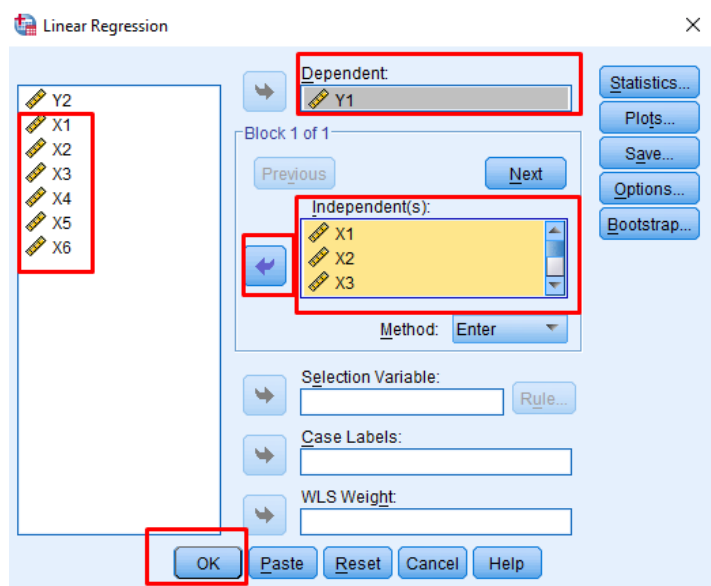 Linear Regression
Y2
X1
X2
X3
X4
X5
X6
Dependent:
Y1
Block 1 of 1
Previous
Next
Independent(s):
X1
X2
X3
Method: Enter
Selection Variable:
Rule...
Case Labels:
WLS Weight:
Statistics...
Plots...
Save...
Options...
Bootstrap...
OK Paste Reset Cancel Help